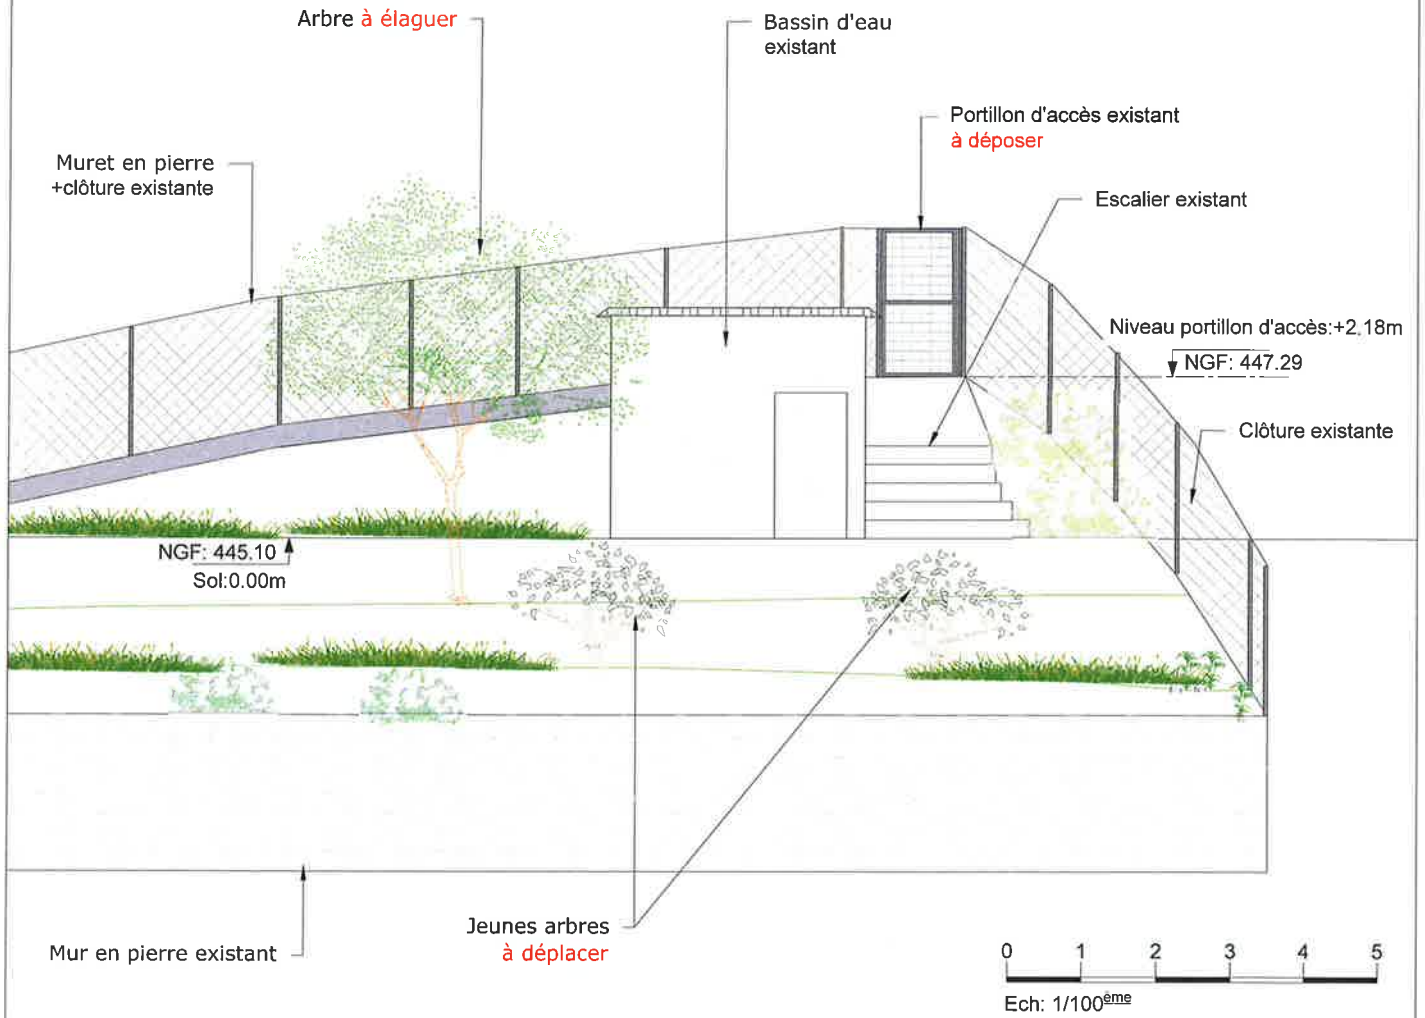 Arbre à élaguer
Bassin d'eau
existant
Portillon d'accès existant
à déposer
Muret en pierre
+clôture existante
Escalier existant
Niveau portillon d'accès:+2,18m
NGF: 447.29
Clôture existante
NGF: 445.10
Sol:0.00m
Jeunes arbres
à déplacer
Mur en pierre existant
0 1 2 3 4 5
Ech: 1/100ème